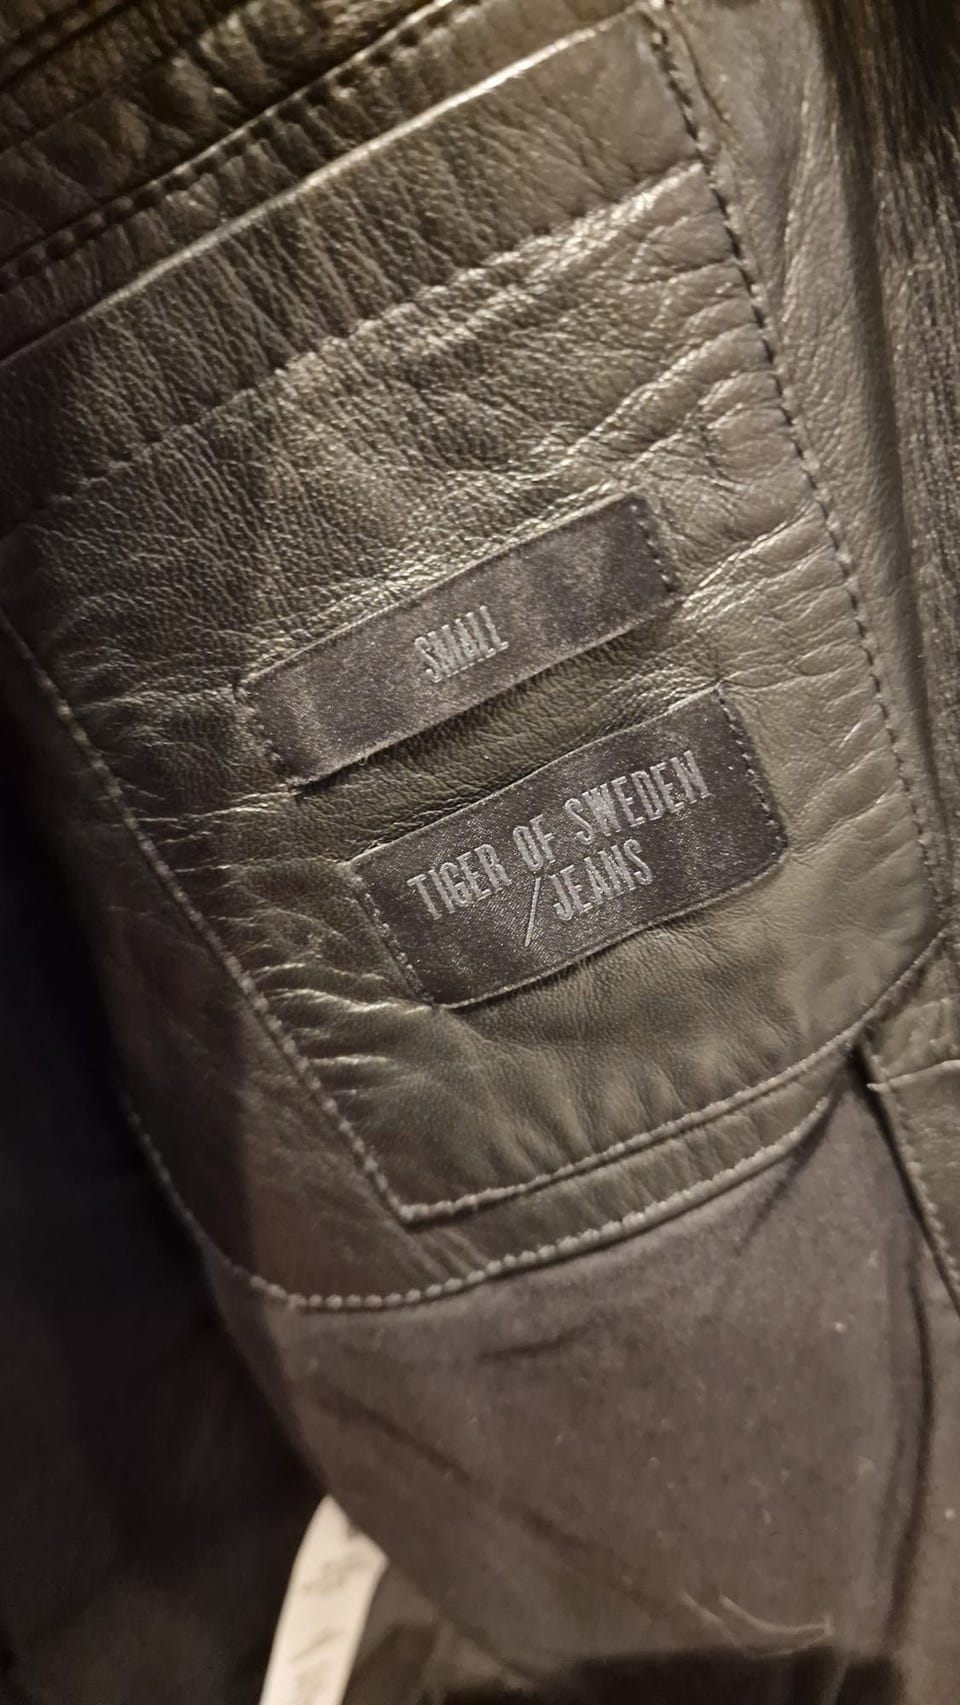 SMALL
TIGER OF SWEDEN
/JEANS